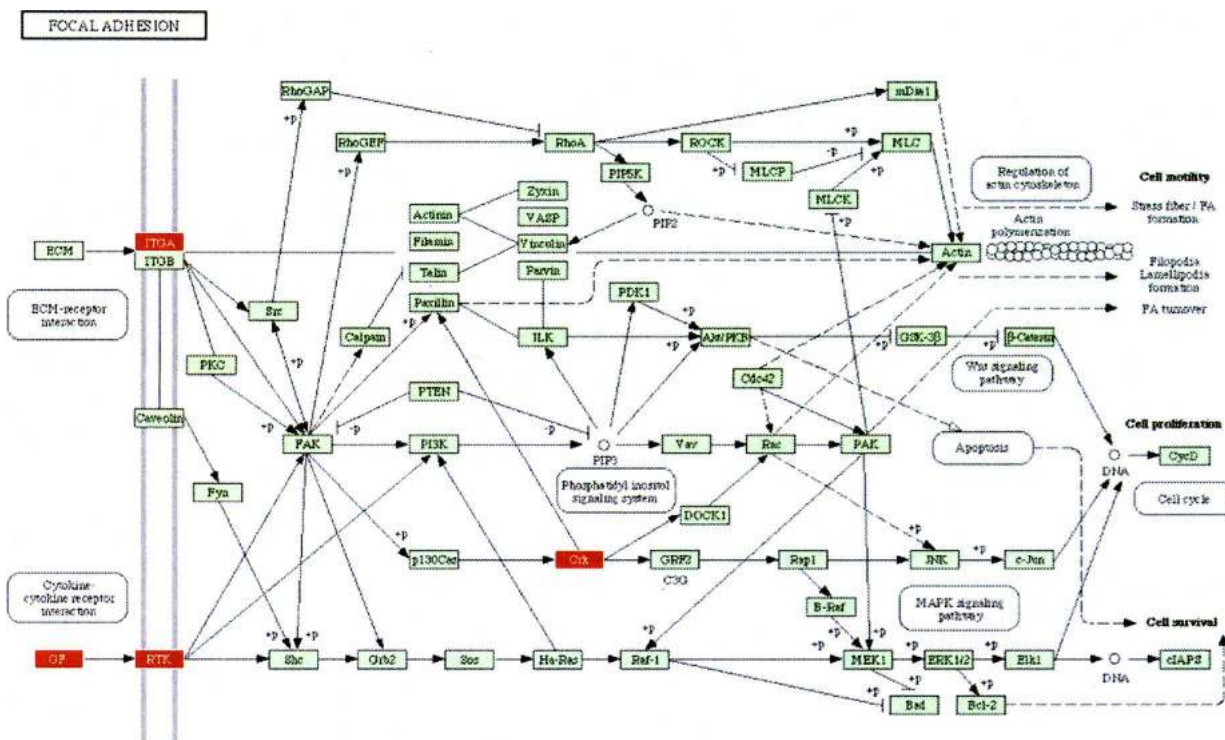 FOCAL ADHESION
RhoGAP
mDia1
+p
RhoGEF
RhoA
ROCK
+p
MLC
-p
+p
PIP5K
+p
MLCP
+p
Regulation of
actin cytoskeleton
Cell motility
Zyxin
MLCK
Actinin
VASP
PIP2
+p
Stress fiber / FA
formation
Actin
polymerization
ITGA
ECM
ITGB
Filamin
Vinculin
Actin
Talin
Parvin
Filopodia
Lamellipodia
formation
ECM-receptor
interaction
Src
Paxillin
PDK1
FA turnover
+p
+p
Calpain
ILK
+p
Akt/PKB
GSK-3β
+p
β-Catenin
+p
PKC
+p
Cdc42
Wnt signaling
pathway
PTEN
Caveolin
+p
-p
-p
Cell proliferation
FAK
PI3K
PIP3
Vav
Rac
PAK
Apoptosis
DNA
CycD
Phosphatidyl inositol
signaling system
Fyn
Cell cycle
DOCK1
+p
+p
+p
p130Cas
Crk
GRF2
Rap1
JNK
c-Jun
C3G
Cytokine-
cytokine receptor
interaction
B-Raf
MAPK signaling
pathway
Cell survival
+p
+p
+p
+p
+p
GF
RTK
Shc
Grb2
Sos
Ha-Ras
Raf-1
MEK1
+p
ERK1/2
+p
Elk1
DNA
cIAPS
+p
+p
+p
Bad
Bcl-2